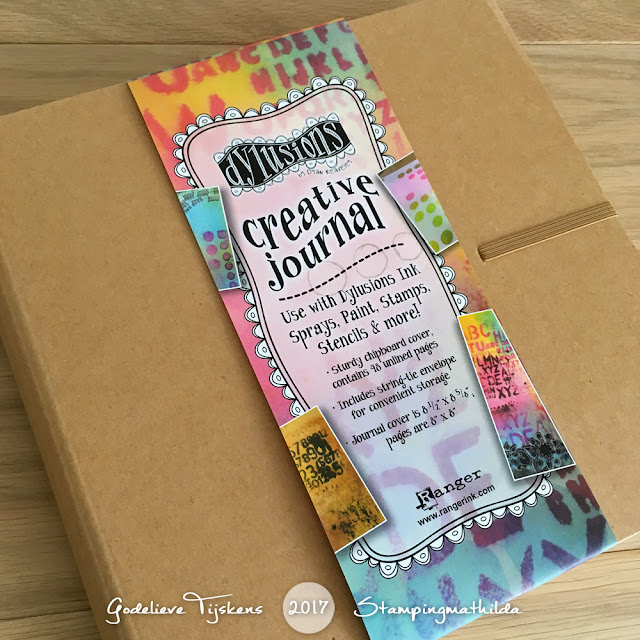 dylusions
BY DYAN REAVELEY
creative
journal
Use with Dylusions Ink
Sprays, Paint, Stamps,
Stencils & more!
• Sturdy chipboard cover,
contains 48 unlined pages
• Includes string-tie envelope
for convenient storage
• Journal cover is 8 ½" x 8 5/8",
pages are 8" x 8"
Ranger
www.rangerink.com
Godelieve Tijskens 2017 Stampingmathilda